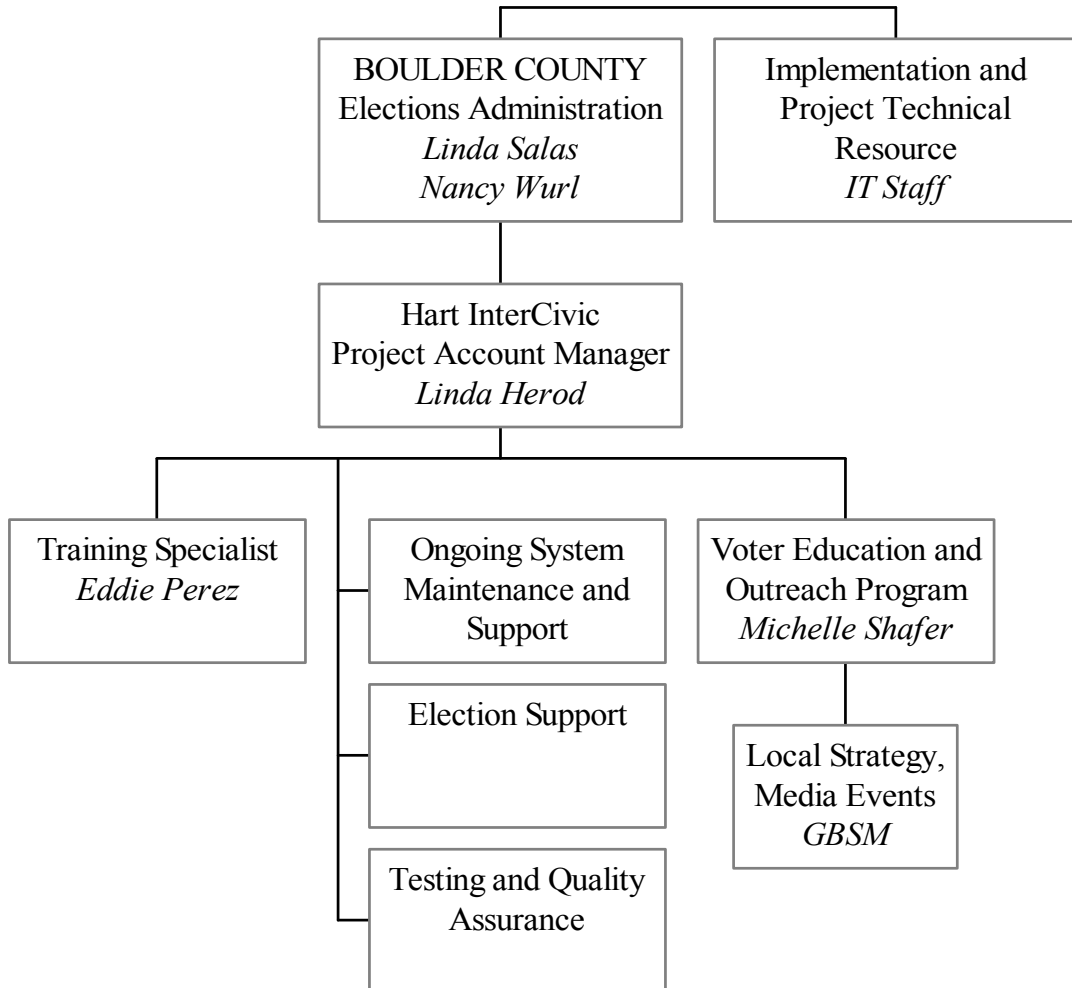 BOULDER COUNTY
Elections Administration
Linda Salas
Nancy Wurl
Implementation and
Project Technical
Resource
IT Staff
Hart InterCivic
Project Account Manager
Linda Herod
Training Specialist
Eddie Perez
Ongoing System
Maintenance and
Support
Voter Education and
Outreach Program
Michelle Shafer
Election Support
Local Strategy,
Media Events
GBSM
Testing and Quality
Assurance